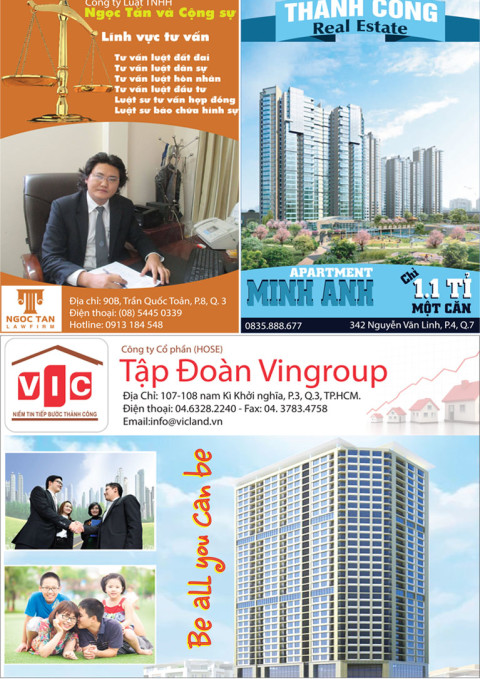 Công ty Luật TNHH
Ngọc Tấn và Cộng sự
Lĩnh vực tư vấn
Tư vấn luật đất đai
Tư vấn luật dân sự
Tư vấn luật hôn nhân
Tư vấn luật đầu tư
Luật sư tư vấn hợp đồng
Luật sư bào chữa hình sự
NGOC TAN
LAWFIRM
Địa chỉ: 90B, Trần Quốc Toản, P.8, Q. 3
Điện thoại: (08) 5445 0339
Hotline: 0913 184 548
THÀNH CÔNG
Real Estate
APARTMENT
MINH ANH
Chỉ 1.1 TỈ
MỘT CĂN
0835.888.677
342 Nguyễn Văn Linh, P.4, Q.7
VIC
NIỀM TIN TIẾP BƯỚC THÀNH CÔNG
Công ty Cổ phần (HOSE)
Tập Đoàn Vingroup
Địa Chỉ: 107-108 nam Kì Khởi nghĩa, P.3, Q.3, TP.HCM.
Điện thoại: 04.6328.2240 - Fax: 04. 3783.4758
Email:info@vicland.vn
Be all you can be